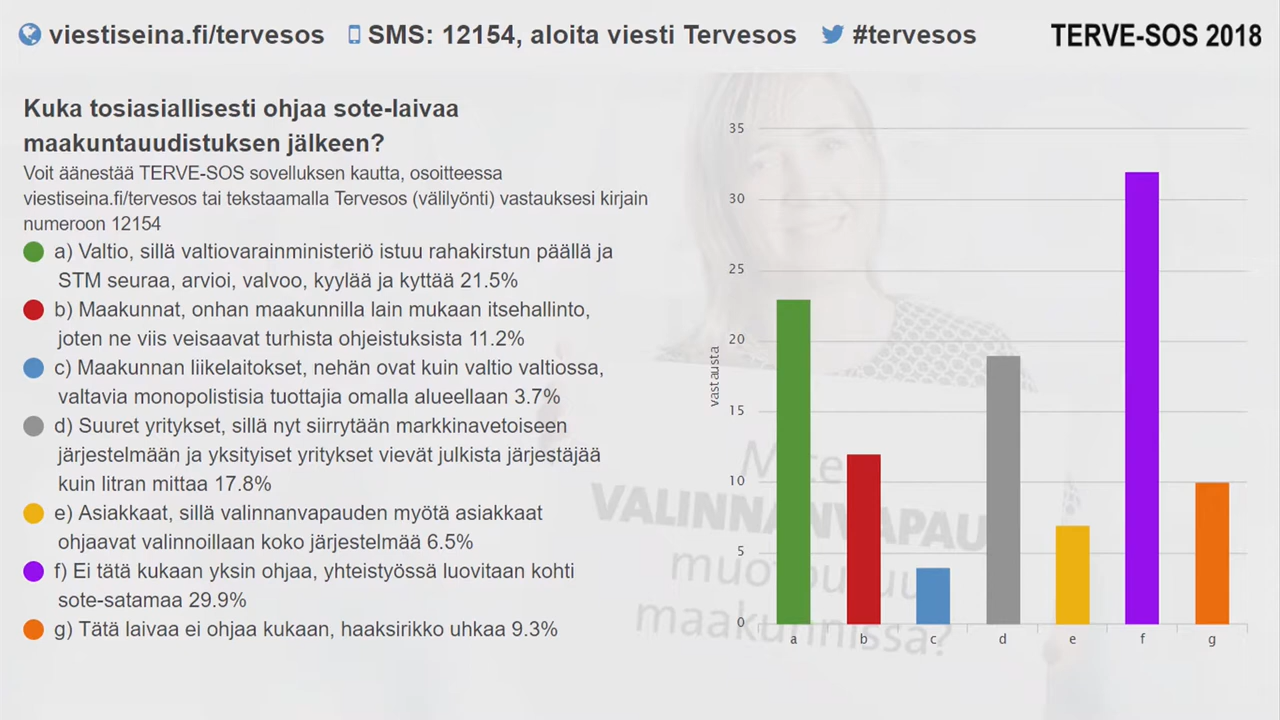 viestiseina.fi/tervesos SMS: 12154, aloita viesti Tervesos #tervesos TERVE-SOS 2018
Kuka tosiasiallisesti ohjaa sote-laivaa
maakuntauudistuksen jälkeen?
Voit äänestää TERVE-SOS sovelluksen kautta, osoitteessa
viestiseina.fi/tervesos tai tekstaamalla Tervesos (välilyönti) vastauksesi kirjain
numeroon 12154
a) Valtio, sillä valtiovarainministeriö istuu rahakirstun päällä ja
STM seuraa, arvioi, valvoo, kyylää ja kyttää 21.5%
b) Maakunnat, onhan maakunnilla lain mukaan itsehallinto,
joten ne viis veisaavat turhista ohjeistuksista 11.2%
c) Maakunnan liikelaitokset, nehän ovat kuin valtio valtiossa,
valtavia monopolistisia tuottajia omalla alueellaan 3.7%
d) Suuret yritykset, sillä nyt siirrytään markkinavetoiseen
järjestelmään ja yksityiset yritykset vievät julkista järjestäjää
kuin litran mittaa 17.8%
e) Asiakkaat, sillä valinnanvapauden myötä asiakkaat
ohjaavat valinnoillaan koko järjestelmää 6.5%
f) Ei tätä kukaan yksin ohjaa, yhteistyössä luovitaan kohti
sote-satamaa 29.9%
g) Tätä laivaa ei ohjaa kukaan, haaksirikko uhkaa 9.3%
35
30
25
20
15
10
5
0
vastausta
a b c d e f g
maakunnissa?